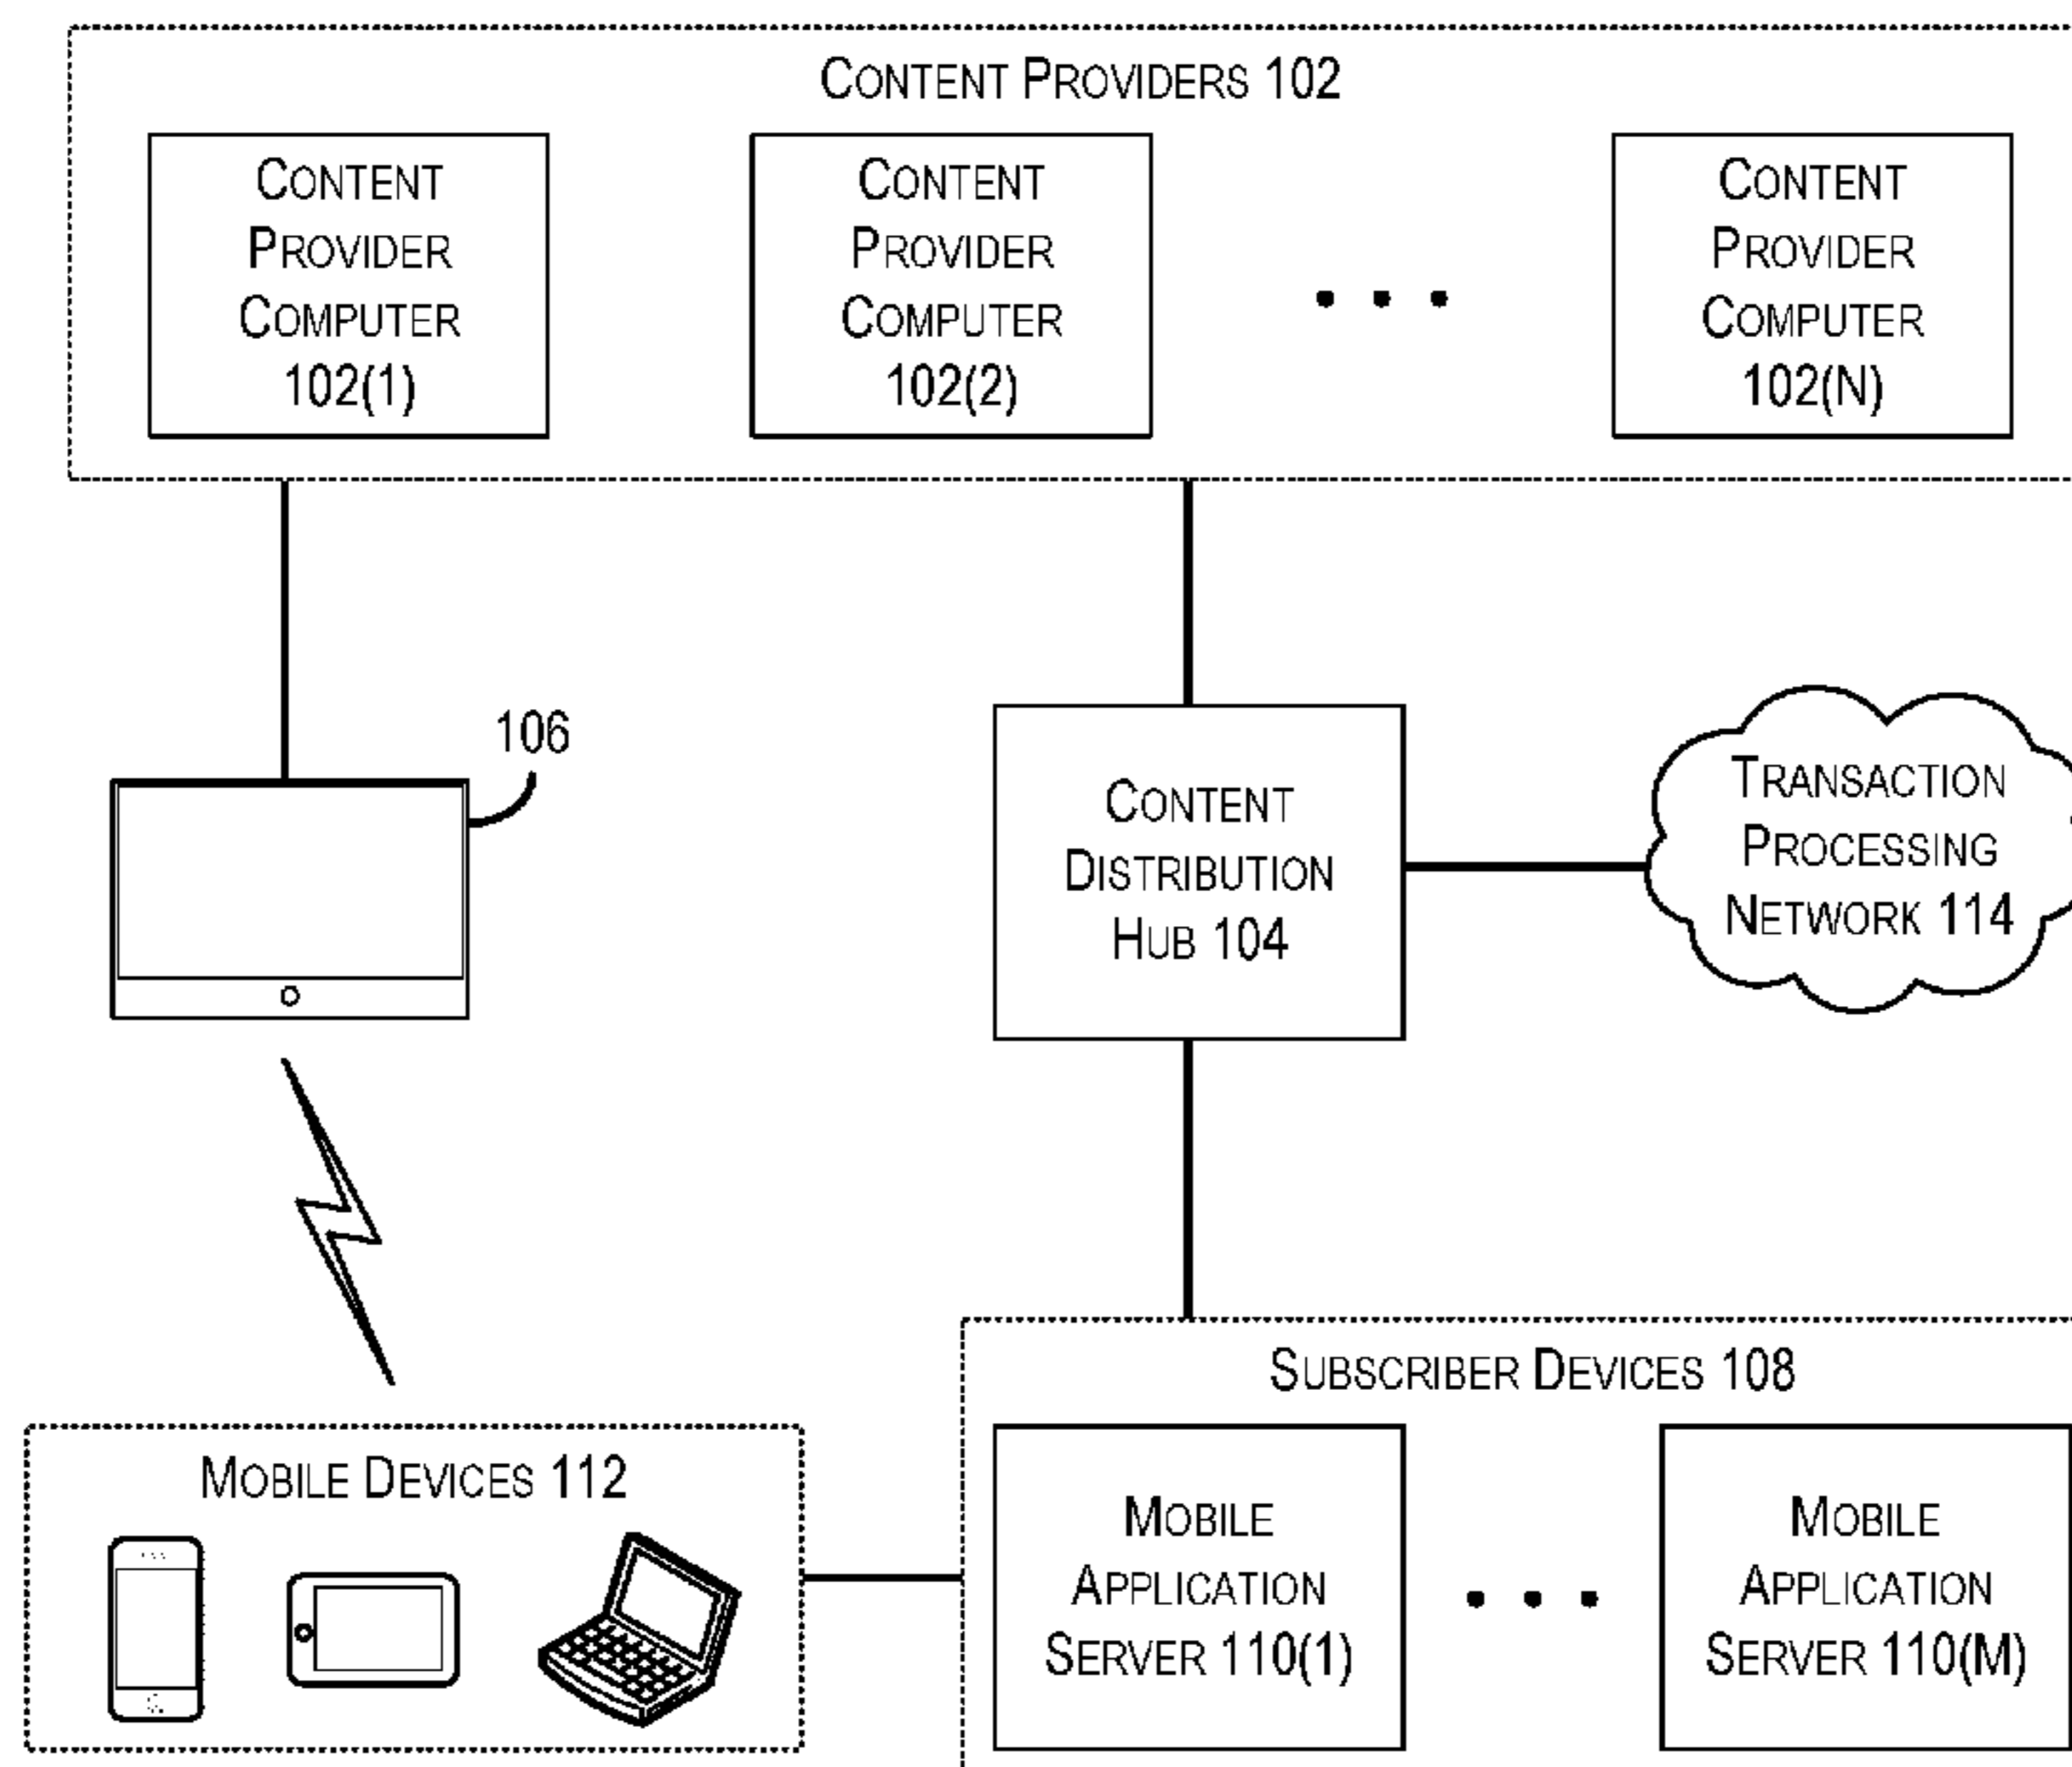 CONTENT PROVIDERS 102
CONTENT
PROVIDER
COMPUTER
102(1)
CONTENT
PROVIDER
COMPUTER
102(2)
CONTENT
PROVIDER
COMPUTER
102(N)
106
CONTENT
DISTRIBUTION
HUB 104
TRANSACTION
PROCESSING
NETWORK 114
SUBSCRIBER DEVICES 108
MOBILE DEVICES 112
MOBILE
APPLICATION
SERVER 110(1)
MOBILE
APPLICATION
SERVER 110(M)